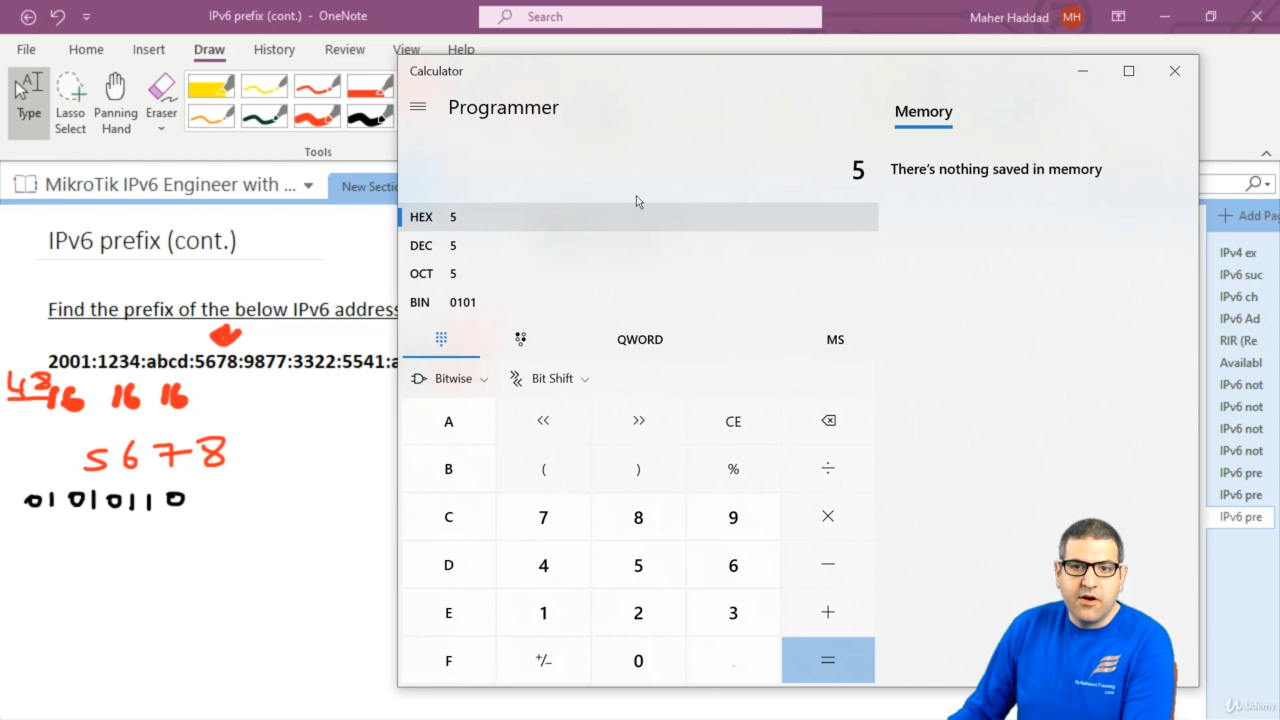 IPv6 prefix (cont.) - OneNote
Search
Maher Haddad MH
File Home Insert Draw History Review View Help
Type Lasso Select Panning Hand Eraser
Tools
MikroTik IPv6 Engineer with ... New Secti
Add Pag
IPv6 prefix (cont.)
Find the prefix of the below IPv6 address
2001:1234:abcd:5678:9877:3322:5541:a
48 16 16 16
5 6 7 8
01010110
Calculator
Programmer
5
HEX 5
DEC 5
OCT 5
BIN 0101
QWORD MS
Bitwise Bit Shift
A << >> CE
B ( ) % ÷
C 7 8 9 ×
D 4 5 6 −
E 1 2 3 +
F +/− 0 . =
Memory
There's nothing saved in memory
IPv4 ex
IPv6 suc
IPv6 ch
IPv6 Ad
RIR (Re
Availabl
IPv6 not
IPv6 not
IPv6 not
IPv6 not
IPv6 pre
IPv6 pre
IPv6 pre
Udemy